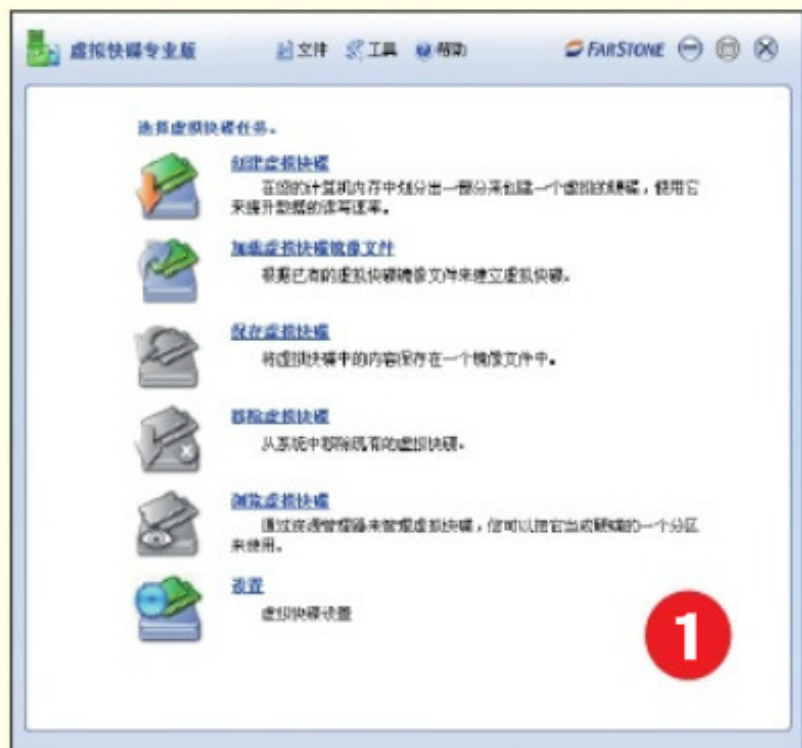 虚拟快碟专业版 文件 工具 帮助 FARSTONE
选择虚拟快碟任务。
创建虚拟快碟
在您的计算机内存中划分出一部分来创建一个虚拟的硬碟，使用它
来提升数据的读写速率。
加载虚拟快碟镜像文件
根据已有的虚拟快碟镜像文件来建立虚拟快碟。
保存虚拟快碟
将虚拟快碟中的内容保存在一个镜像文件中。
移除虚拟快碟
从系统中移除现有的虚拟快碟。
浏览虚拟快碟
通过资源管理器来管理虚拟快碟，您可以把它当成硬碟的一个分区
来使用。
设置
虚拟快碟设置
1